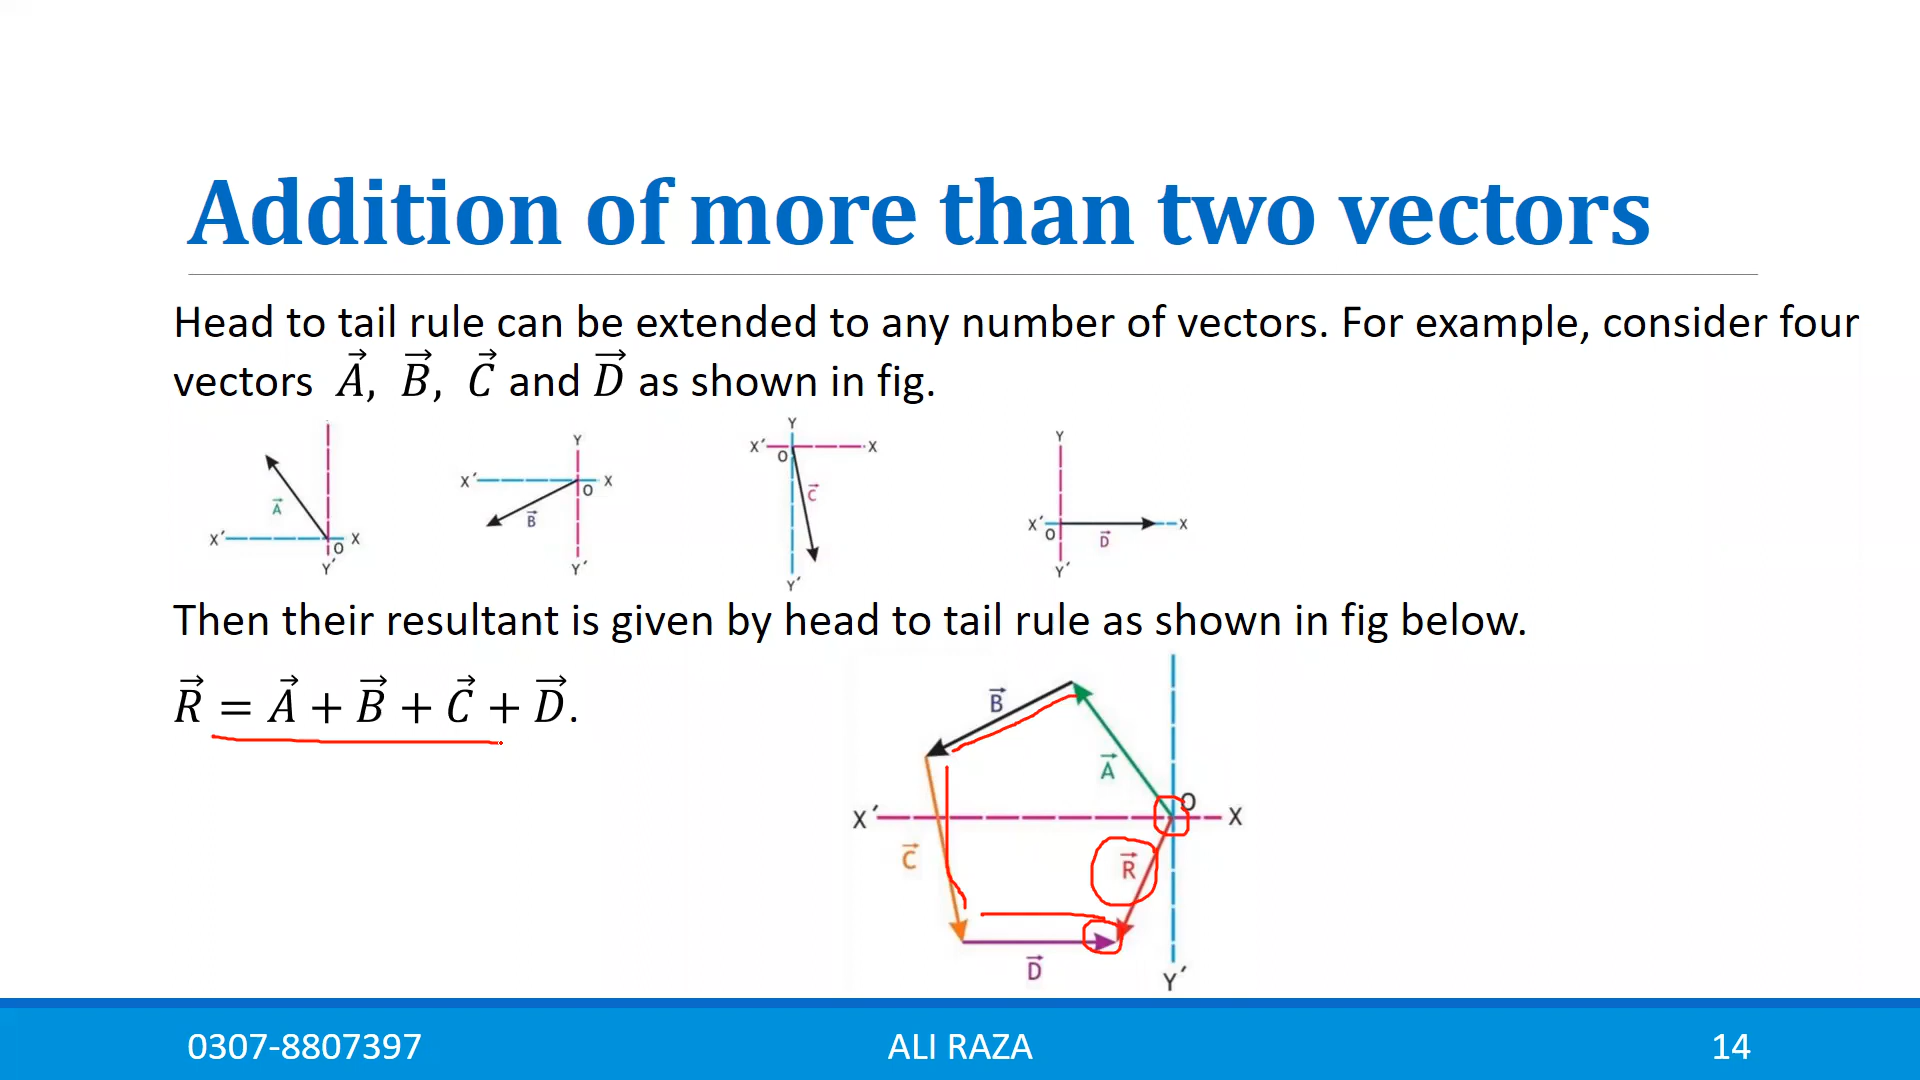 Addition of more than two vectors
Head to tail rule can be extended to any number of vectors. For example, consider four
vectors A⃗, B⃗, C⃗ and D⃗ as shown in fig.
A⃗ X′ O X Y′
Y X′ O X B⃗ Y′
Y X′ O X C⃗ Y′
Y X′ O X D⃗ Y′
Then their resultant is given by head to tail rule as shown in fig below.
R⃗ = A⃗ + B⃗ + C⃗ + D⃗.
B⃗
A⃗
O
X′ X
C⃗ R⃗
D⃗ Y′
0307-8807397 ALI RAZA 14